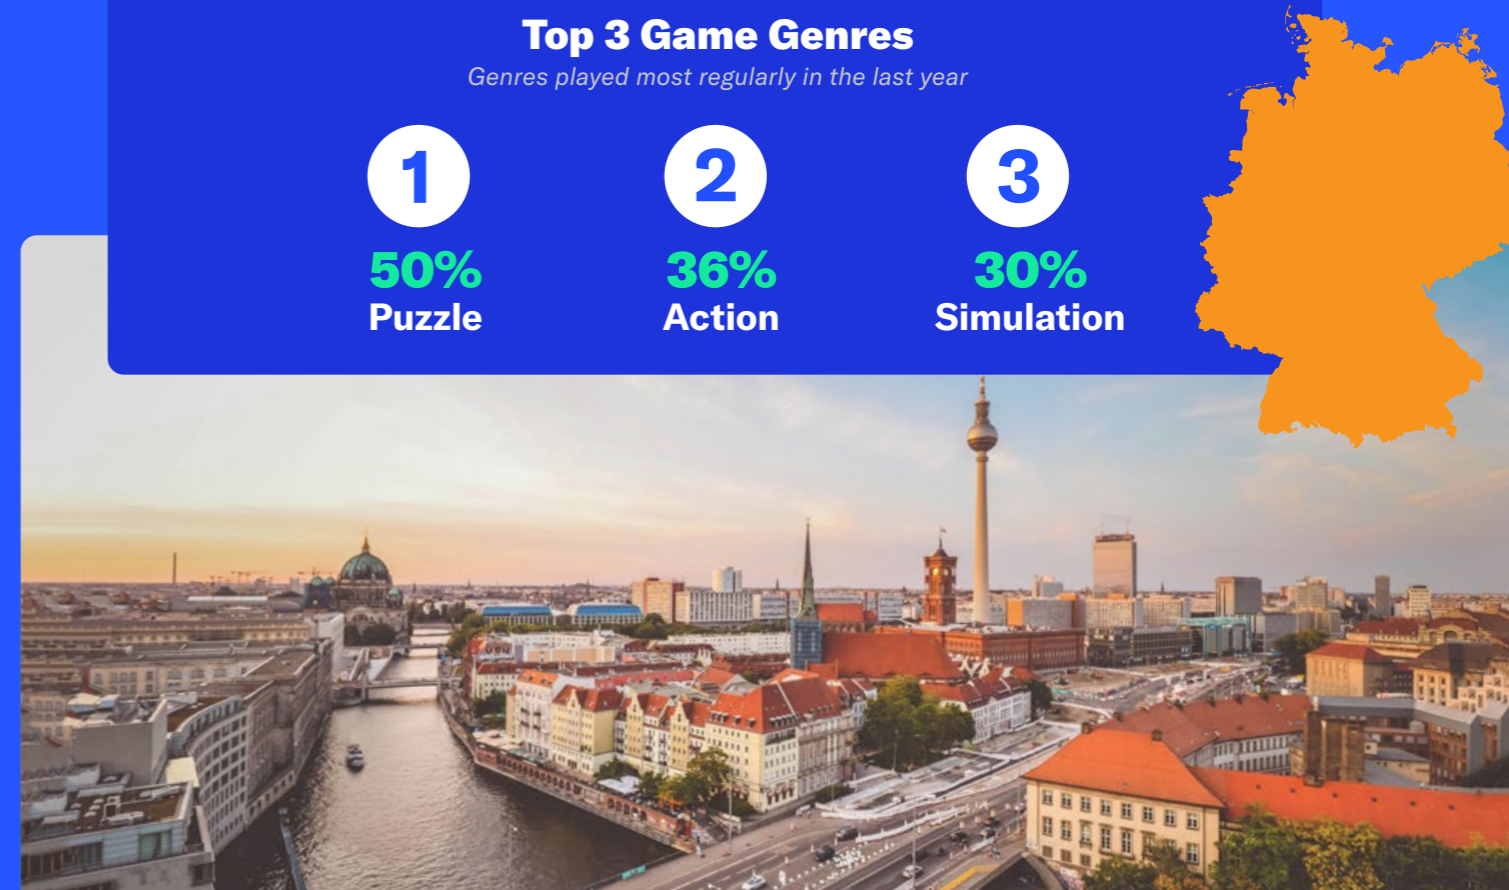 Top 3 Game Genres
Genres played most regularly in the last year
1 2 3
50% 36% 30%
Puzzle Action Simulation